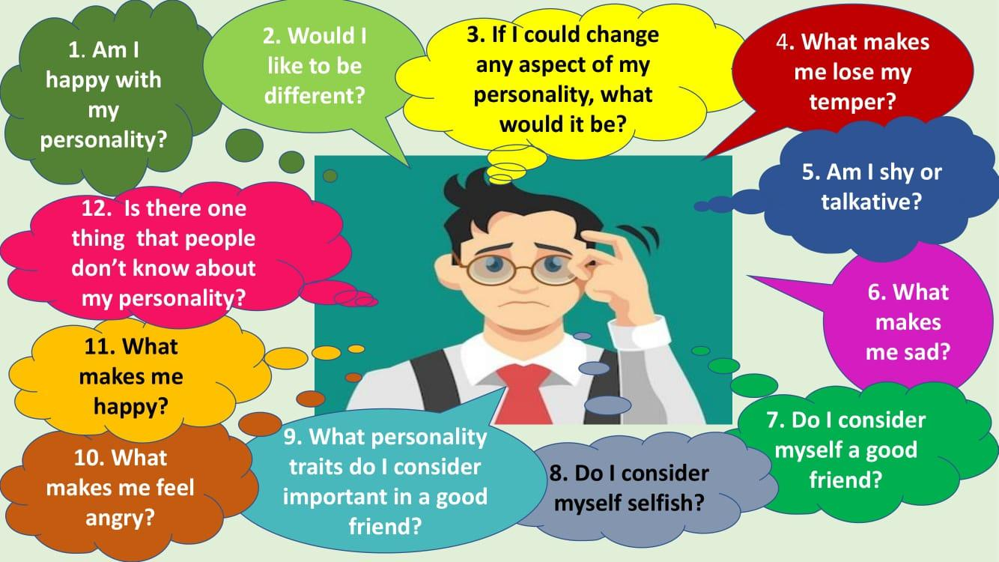 1. Am I
happy with
my
personality?
2. Would I
like to be
different?
3. If I could change
any aspect of my
personality, what
would it be?
4. What makes
me lose my
temper?
5. Am I shy or
talkative?
6. What
makes
me sad?
7. Do I consider
myself a good
friend?
8. Do I consider
myself selfish?
9. What personality
traits do I consider
important in a good
friend?
10. What
makes me feel
angry?
11. What
makes me
happy?
12.  Is there one
thing  that people
don’t know about
my personality?